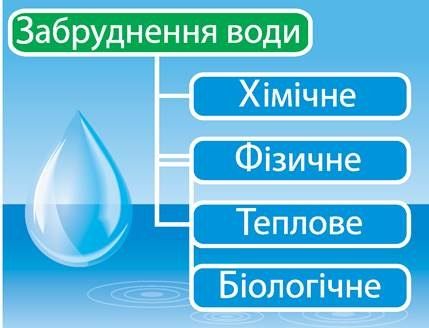 Забруднення води
Хімічне
Фізичне
Теплове
Біологічне